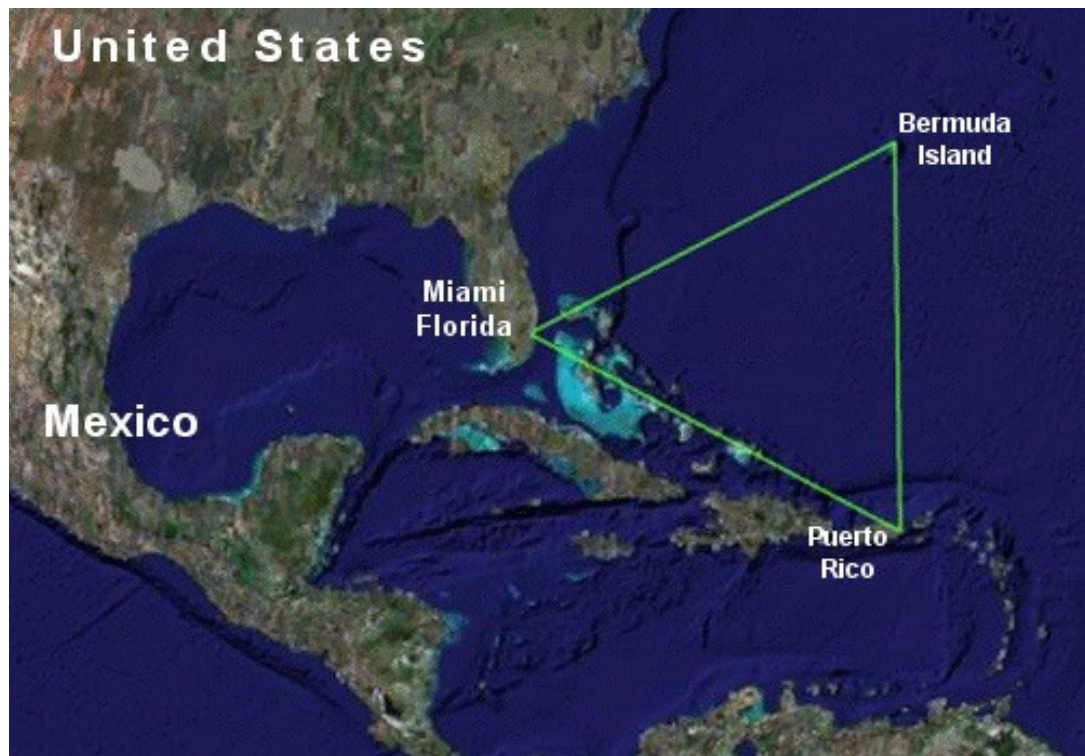 United States
Bermuda
Island
Miami
Florida
Mexico
Puerto
Rico